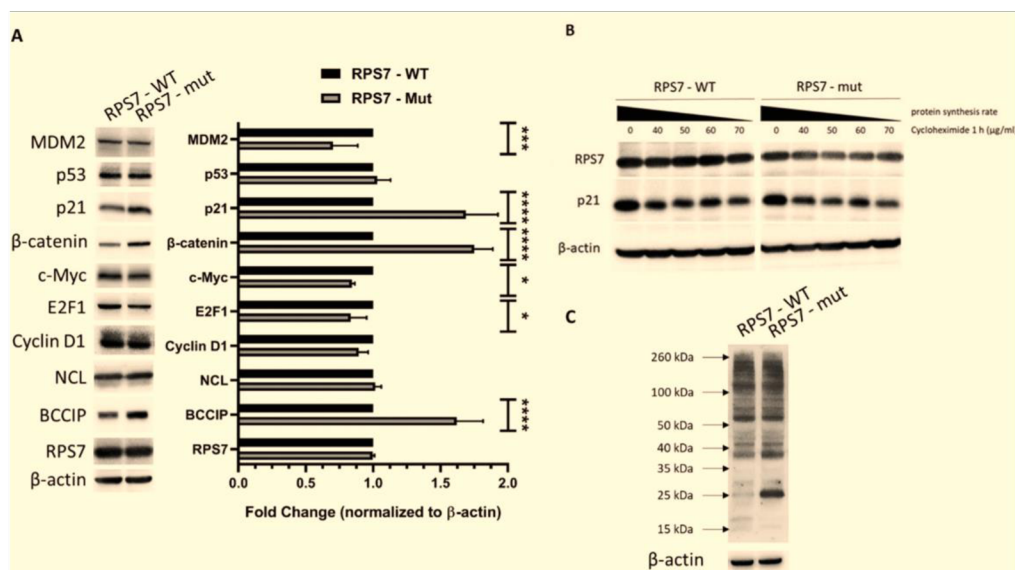 A
RPS7 - WT
RPS7 - mut
MDM2
p53
p21
β-catenin
c-Myc
E2F1
Cyclin D1
NCL
BCCIP
RPS7
β-actin
RPS7 - WT
RPS7 - Mut
MDM2
p53
p21
β-catenin
c-Myc
E2F1
Cyclin D1
NCL
BCCIP
RPS7
***
****
****
*
*
****
0.0 0.5 1.0 1.5 2.0
Fold Change (normalized to β-actin)
B
RPS7 - WT RPS7 - mut
protein synthesis rate
0 40 50 60 70 0 40 50 60 70 Cycloheximide 1 h (µg/ml)
RPS7
p21
β-actin
C
RPS7 - WT
RPS7 - mut
260 kDa
100 kDa
50 kDa
40 kDa
35 kDa
25 kDa
15 kDa
β-actin